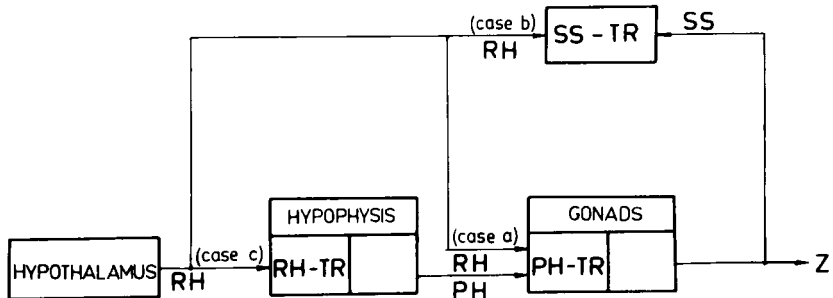 (case b)
RH
SS-TR
SS
HYPOPHYSIS
GONADS
HYPOTHALAMUS
RH
(case c)
RH-TR
(case a)
RH
PH
PH-TR
Z